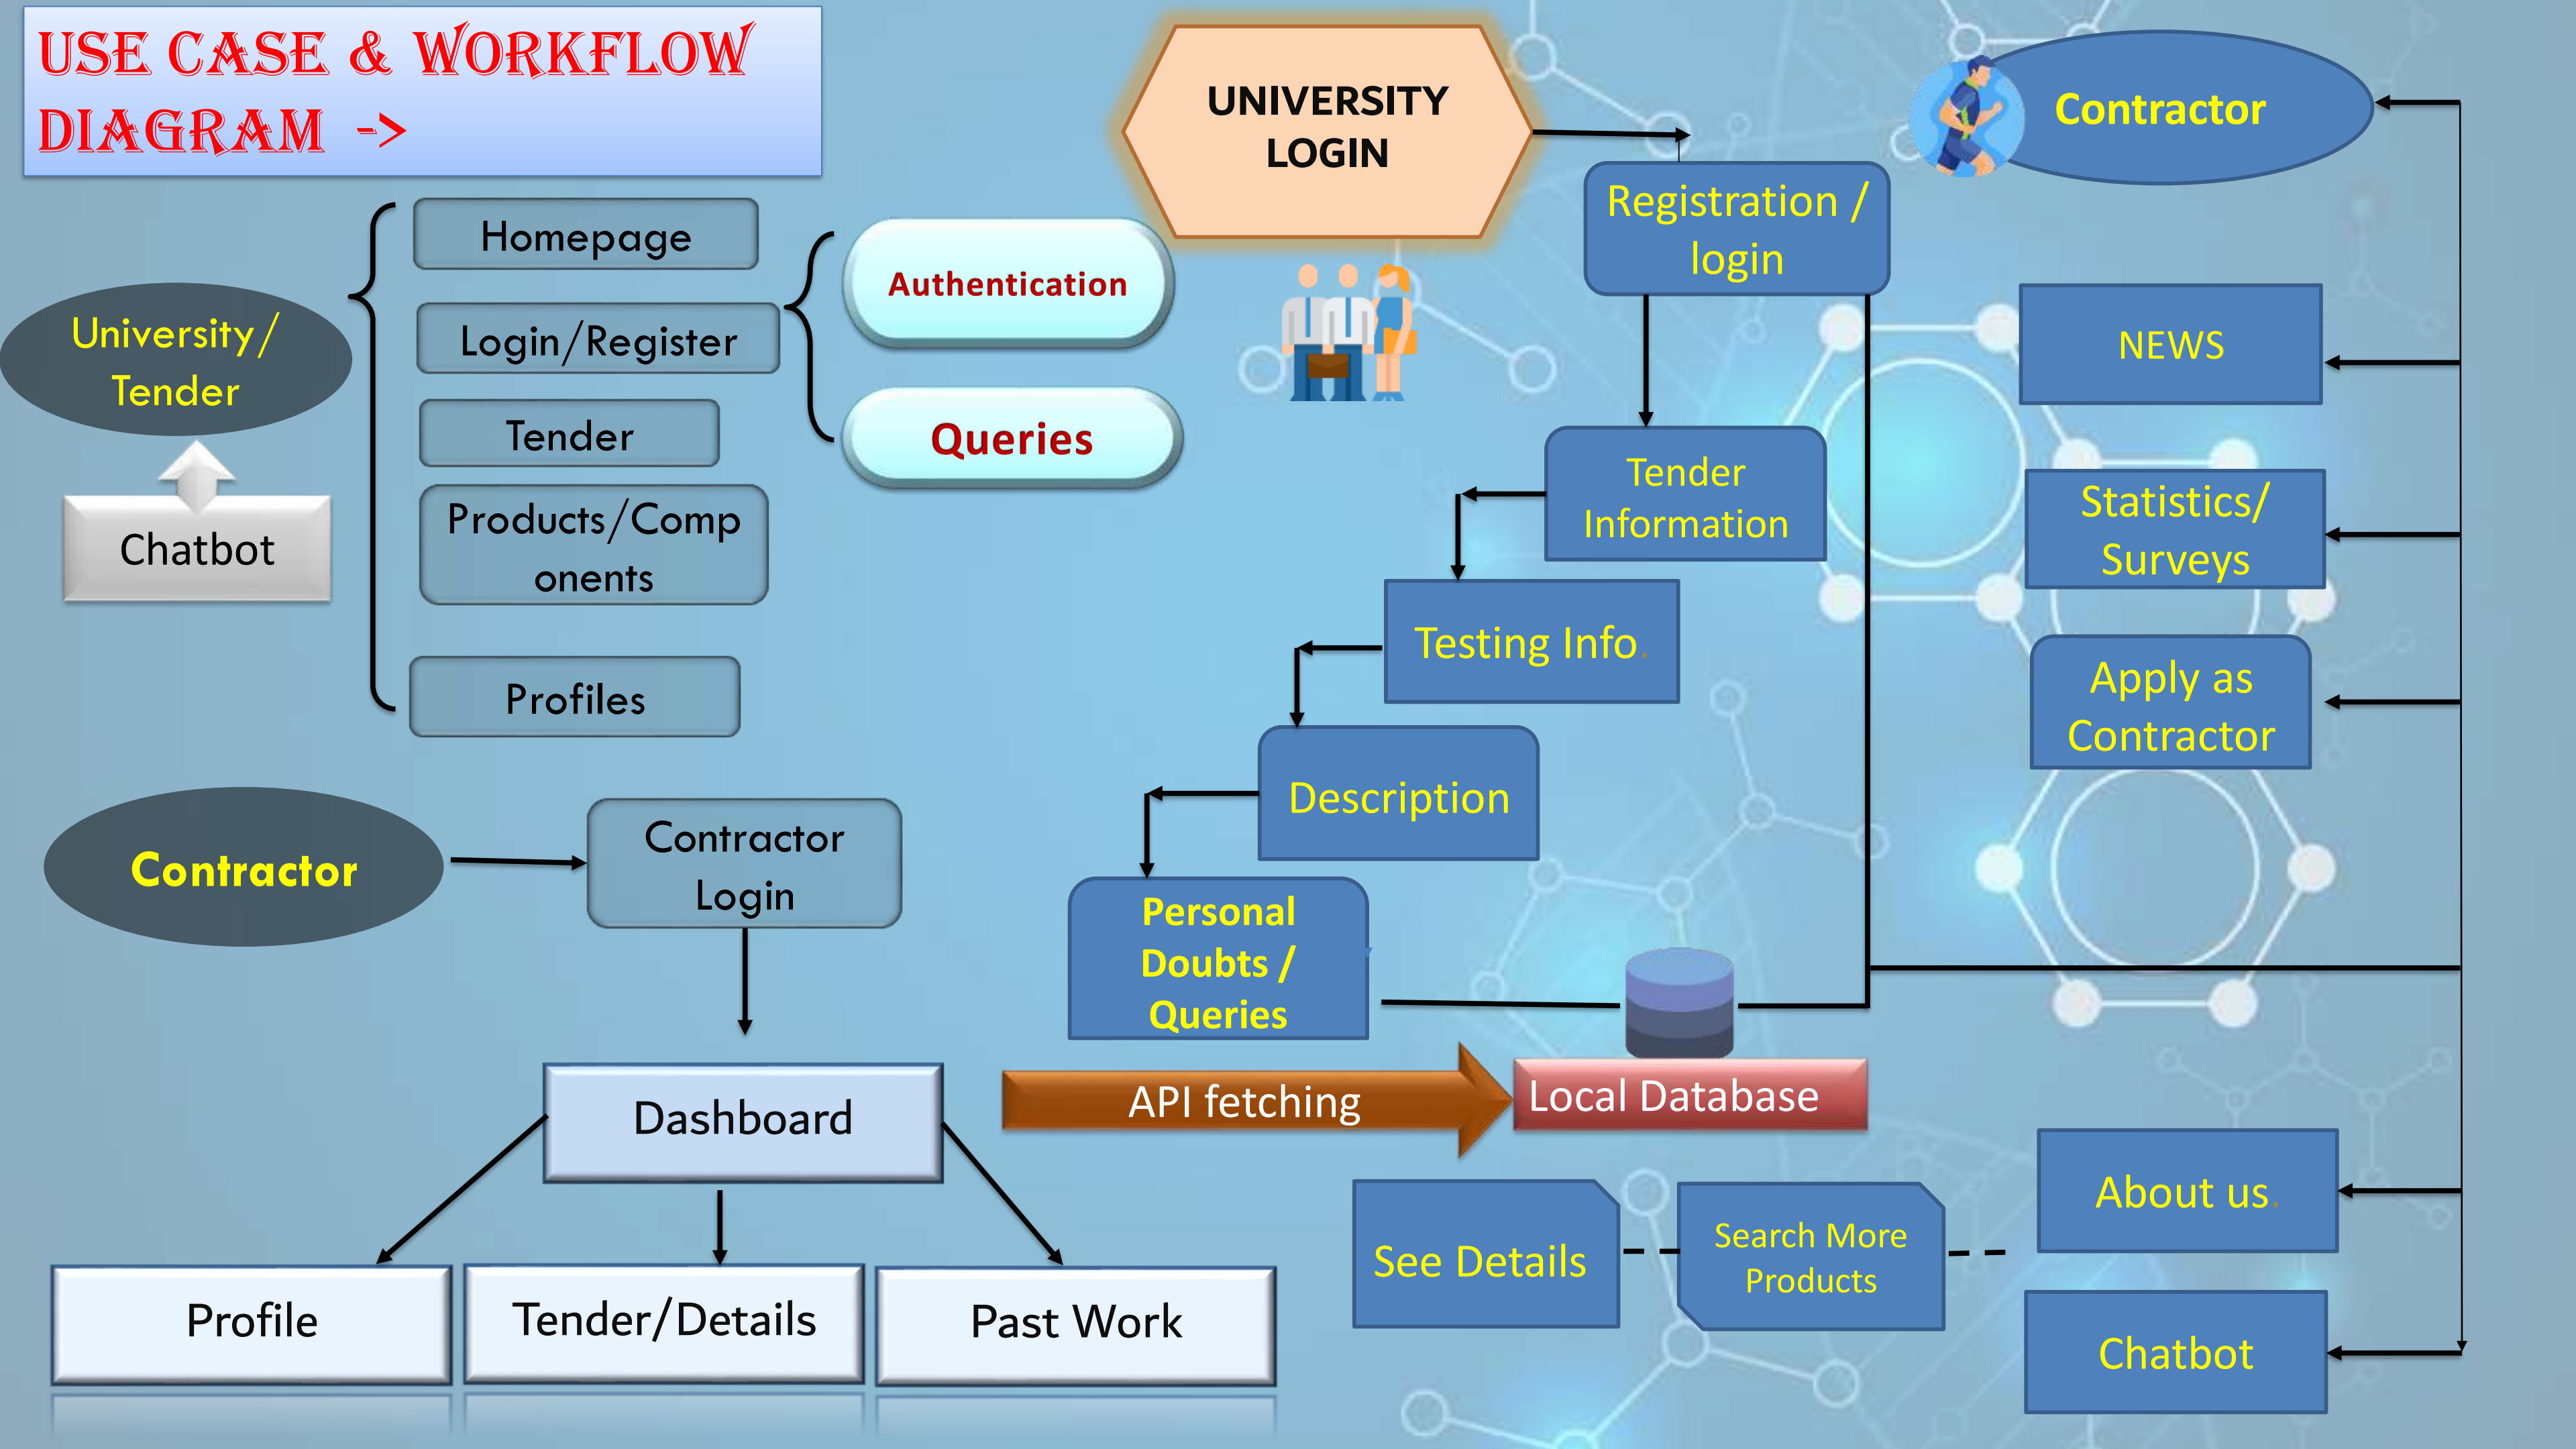 USE CASE & WORKFLOW
DIAGRAM ->
University/
Tender
Chatbot
Homepage
Login/Register
Tender
Products/Comp
onents
Profiles
Authentication
Queries
Contractor
Contractor
Login
Dashboard
Profile
Tender/Details
Past Work
UNIVERSITY
LOGIN
Registration /
login
Tender
Information
Testing Info.
Description
Personal
Doubts /
Queries
API fetching
Local Database
See Details
Search More
Products
Contractor
NEWS
Statistics/
Surveys
Apply as
Contractor
About us.
Chatbot